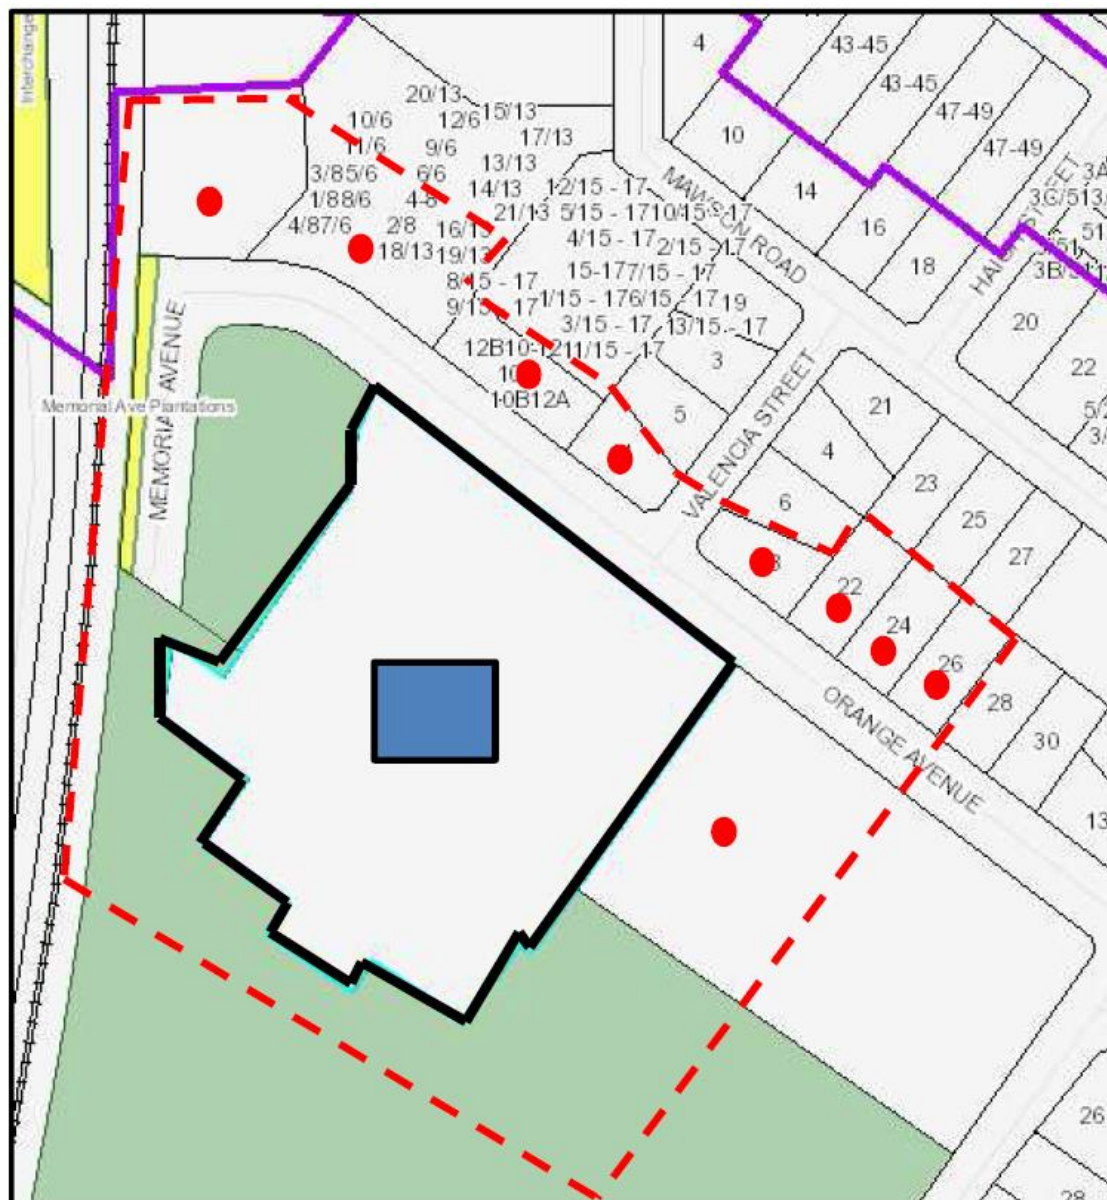 Interchange
4
43-45
43-45
47-49
47-49
10
14
16
18
20
22
MAWSON ROAD
20/13
15/13
10/6
12/6
17/13
11/6
9/6
13/13
3/85/6
6/6
14/13
12/15 - 17
1/88/6
4-8
21/13
5/15 - 17
10/15 - 17
4/87/6
2/8
16/13
4/15 - 17
2/15 - 17
18/13
19/13
15-17
7/15 - 17
8/15 - 17
1/15 - 17
6/15 - 17
19
9/15 - 17
3/15 - 17
13/15 - 17
12B
10-12
11/15 - 17
3
10B
12A
5
MEMORIAL AVENUE
Memorial Ave Plantations
VALENCIA STREET
21
4
23
6
25
27
22
24
26
28
30
13
ORANGE AVENUE
26
28